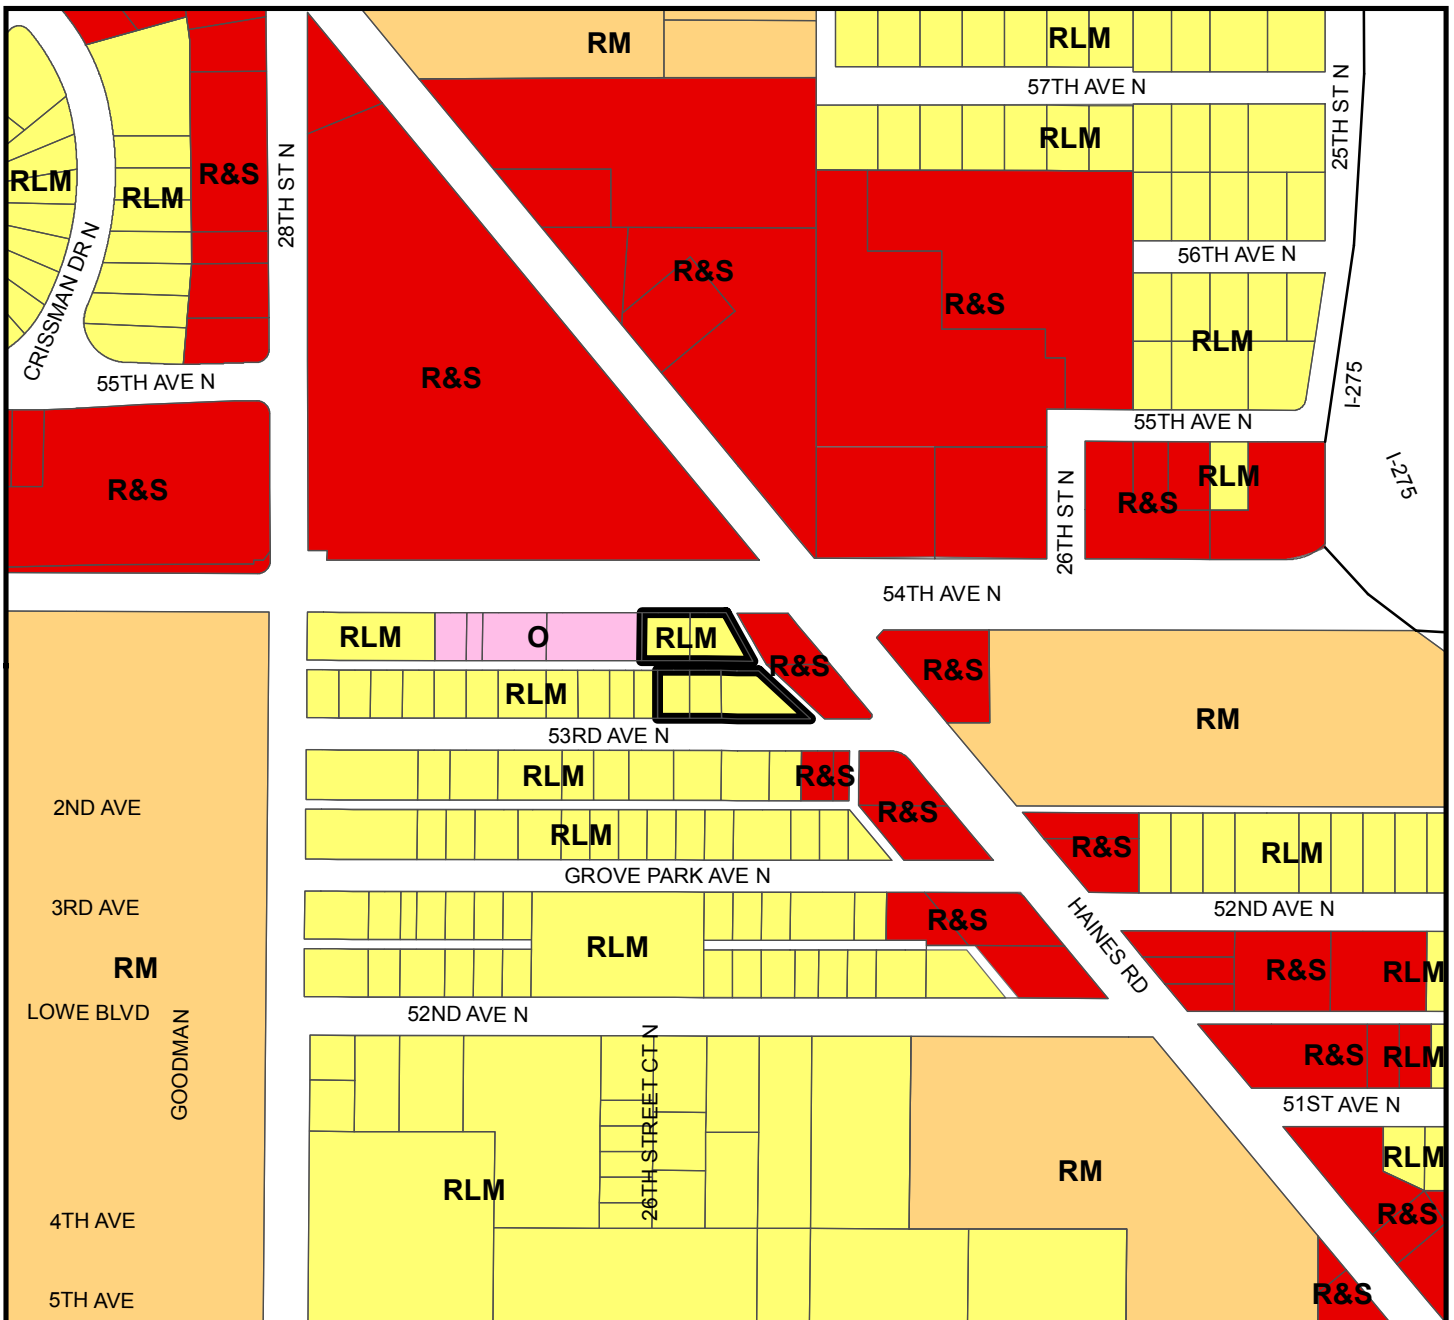 RM
RLM
57TH AVE N
25TH ST N
RLM
RLM
RLM
R&S
28TH ST N
56TH AVE N
CRISSMAN DR N
R&S
R&S
RLM
55TH AVE N
R&S
I-275
55TH AVE N
R&S
RLM
R&S
I-275
26TH ST N
54TH AVE N
RLM
O
RLM
R&S
R&S
RLM
RM
53RD AVE N
RLM
R&S
2ND AVE
R&S
RLM
R&S
RLM
GROVE PARK AVE N
3RD AVE
52ND AVE N
R&S
HAINES RD
RLM
RM
R&S
RLM
LOWE BLVD
52ND AVE N
GOODMAN
26TH STREET CT N
R&S
RLM
51ST AVE N
RLM
RM
RLM
4TH AVE
R&S
5TH AVE
R&S